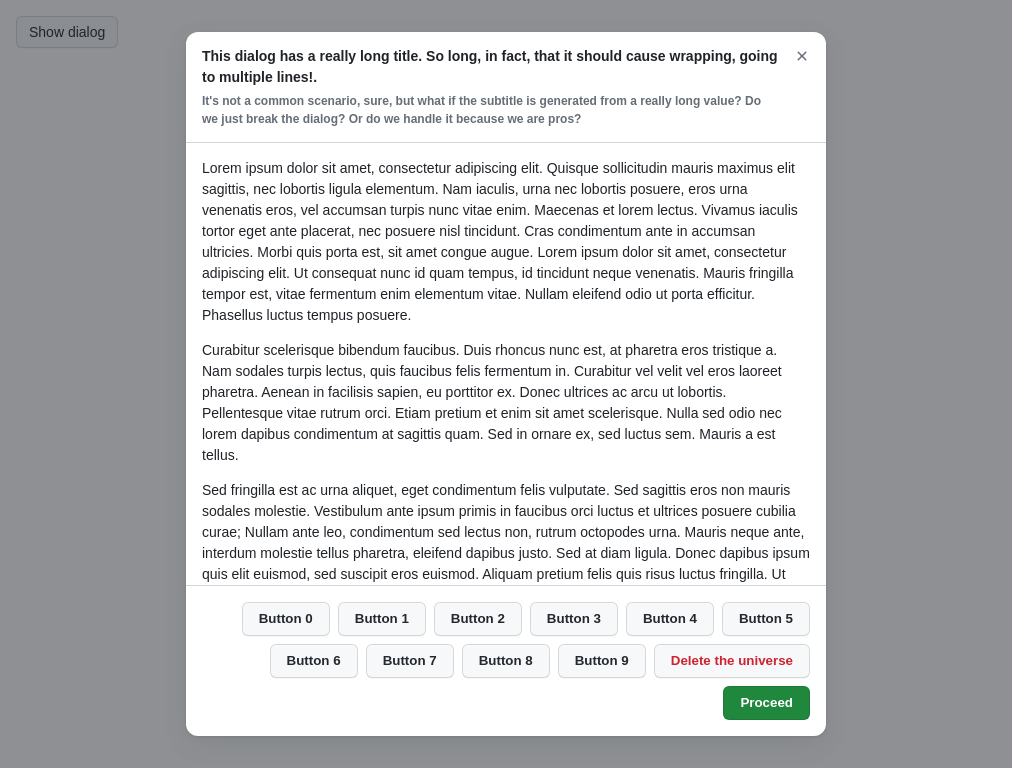 Show dialog
This dialog has a really long title. So long, in fact, that it should cause wrapping, going
to multiple lines!.
It's not a common scenario, sure, but what if the subtitle is generated from a really long value? Do
we just break the dialog? Or do we handle it because we are pros?
Lorem ipsum dolor sit amet, consectetur adipiscing elit. Quisque sollicitudin mauris maximus elit
sagittis, nec lobortis ligula elementum. Nam iaculis, urna nec lobortis posuere, eros urna
venenatis eros, vel accumsan turpis nunc vitae enim. Maecenas et lorem lectus. Vivamus iaculis
tortor eget ante placerat, nec posuere nisl tincidunt. Cras condimentum ante in accumsan
ultricies. Morbi quis porta est, sit amet congue augue. Lorem ipsum dolor sit amet, consectetur
adipiscing elit. Ut consequat nunc id quam tempus, id tincidunt neque venenatis. Mauris fringilla
tempor est, vitae fermentum enim elementum vitae. Nullam eleifend odio ut porta efficitur.
Phasellus luctus tempus posuere.
Curabitur scelerisque bibendum faucibus. Duis rhoncus nunc est, at pharetra eros tristique a.
Nam sodales turpis lectus, quis faucibus felis fermentum in. Curabitur vel velit vel eros laoreet
pharetra. Aenean in facilisis sapien, eu porttitor ex. Donec ultrices ac arcu ut lobortis.
Pellentesque vitae rutrum orci. Etiam pretium et enim sit amet scelerisque. Nulla sed odio nec
lorem dapibus condimentum at sagittis quam. Sed in ornare ex, sed luctus sem. Mauris a est
tellus.
Sed fringilla est ac urna aliquet, eget condimentum felis vulputate. Sed sagittis eros non mauris
sodales molestie. Vestibulum ante ipsum primis in faucibus orci luctus et ultrices posuere cubilia
curae; Nullam ante leo, condimentum sed lectus non, rutrum octopodes urna. Mauris neque ante,
interdum molestie tellus pharetra, eleifend dapibus justo. Sed at diam ligula. Donec dapibus ipsum
quis elit euismod, sed suscipit eros euismod. Aliquam pretium felis quis risus luctus fringilla. Ut
Button 0 Button 1 Button 2 Button 3 Button 4 Button 5
Button 6 Button 7 Button 8 Button 9 Delete the universe
Proceed